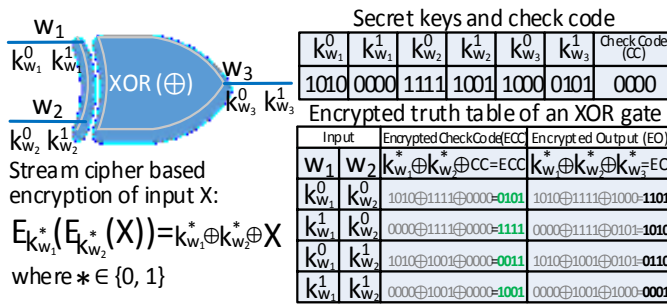 w₁
k⁰w₁ k¹w₁
XOR (⊕)
w₃
k⁰w₃ k¹w₃
w₂
k⁰w₂ k¹w₂
Stream cipher based
encryption of input X:
E k*w₁ (E k*w₂ (X)) = k*w₁ ⊕ k*w₂ ⊕ X
where * ∈ {0, 1}
Secret keys and check code
k⁰w₁ k¹w₁ k⁰w₂ k¹w₂ k⁰w₃ k¹w₃ Check Code (CC)
1010 0000 1111 1001 1000 0101 0000
Encrypted truth table of an XOR gate
Input Encrypted CheckCode(ECC) Encrypted Output (EO)
w₁ w₂ k*w₁⊕k*w₂⊕CC=ECC k*w₁⊕k*w₂⊕k*w₃=EO
k⁰w₁ k⁰w₂ 1010⊕1111⊕0000=0101 1010⊕1111⊕1000=1101
k¹w₁ k⁰w₂ 0000⊕1111⊕0000=1111 0000⊕1111⊕0101=1010
k⁰w₁ k¹w₂ 1010⊕1001⊕0000=0011 1010⊕1001⊕0101=0110
k¹w₁ k¹w₂ 0000⊕1001⊕0000=1001 0000⊕1001⊕1000=0001